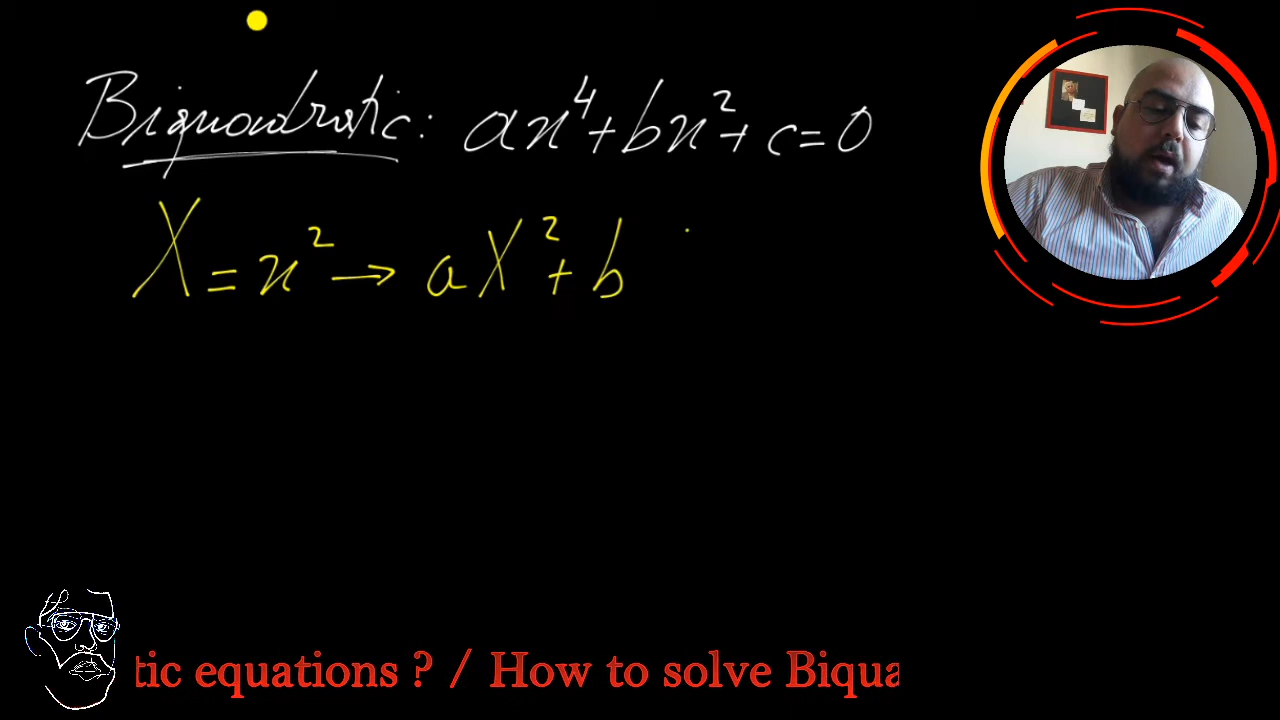 Biquadratic: ax⁴+bx²+c=0
X=x²→aX²+b
tic equations ? / How to solve Biqua